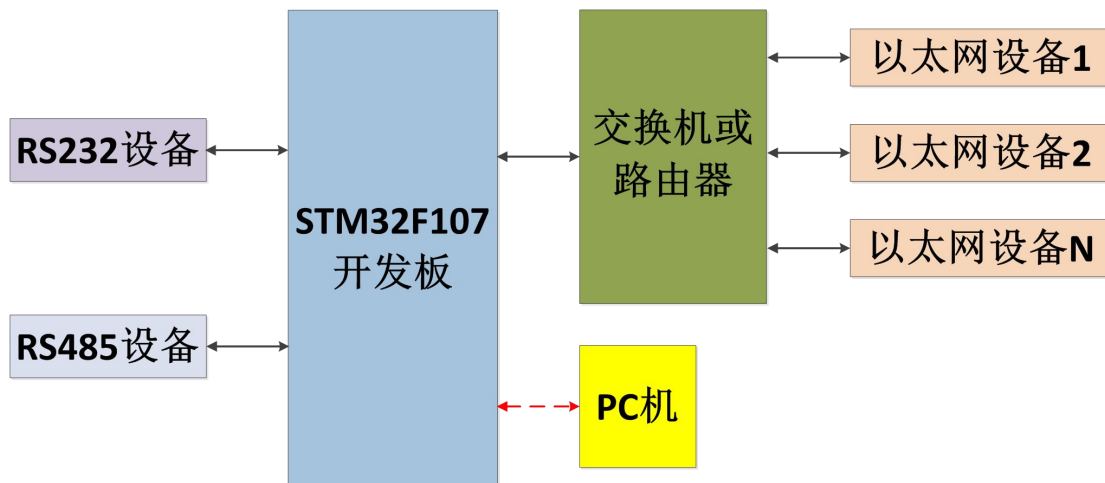 RS232设备
RS485设备
STM32F107
开发板
交换机或
路由器
PC机
以太网设备1
以太网设备2
以太网设备N